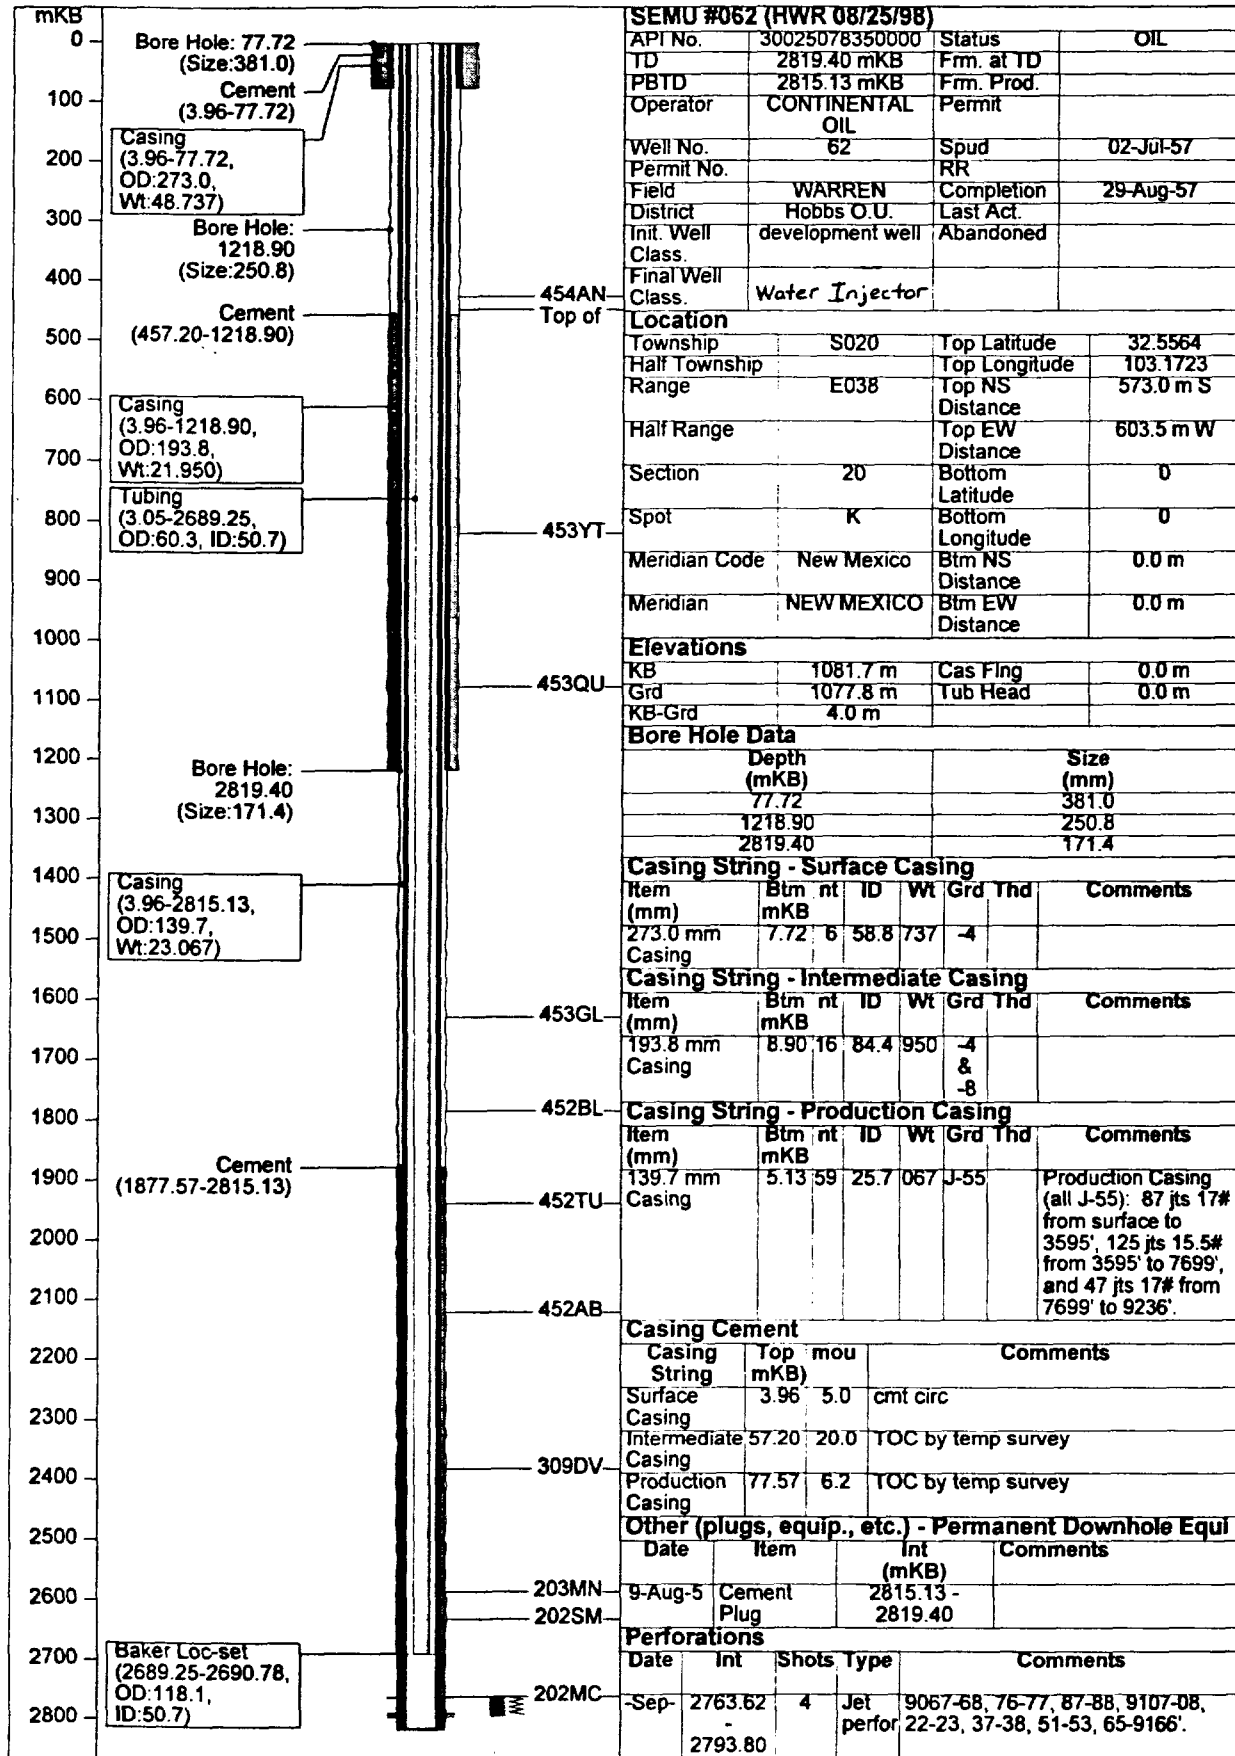 mKB
0
100
200
300
400
500
600
700
800
900
1000
1100
1200
1300
1400
1500
1600
1700
1800
1900
2000
2100
2200
2300
2400
2500
2600
2700
2800
Bore Hole: 77.72
(Size:381.0)
Cement
(3.96-77.72)
Casing
(3.96-77.72,
OD:273.0,
Wt:48.737)
Bore Hole:
1218.90
(Size:250.8)
Cement
(457.20-1218.90)
Casing
(3.96-1218.90,
OD:193.8,
Wt:21.950)
Tubing
(3.05-2689.25,
OD:60.3, ID:50.7)
Bore Hole:
2819.40
(Size:171.4)
Casing
(3.96-2815.13,
OD:139.7,
Wt:23.067)
Cement
(1877.57-2815.13)
Baker Loc-set
(2689.25-2690.78,
OD:118.1,
ID:50.7)
454AN
Top of
453YT
453QU
453GL
452BL
452TU
452AB
309DV
203MN
202SM
202MC
SEMU #062 (HWR 08/25/98)
API No. 30025078350000 Status OIL
TD 2819.40 mKB Frm. at TD
PBTD 2815.13 mKB Frm. Prod.
Operator CONTINENTAL Permit
OIL
Well No. 62 Spud 02-Jul-57
Permit No. RR
Field WARREN Completion 29-Aug-57
District Hobbs O.U. Last Act.
Init. Well development well Abandoned
Class.
Final Well
Class. Water Injector
Location
Township S020 Top Latitude 32.5564
Half Township Top Longitude 103.1723
Range E038 Top NS 573.0 m S
Distance
Half Range Top EW 603.5 m W
Distance
Section 20 Bottom 0
Latitude
Spot K Bottom 0
Longitude
Meridian Code New Mexico Btm NS 0.0 m
Distance
Meridian NEW MEXICO Btm EW 0.0 m
Distance
Elevations
KB 1081.7 m Cas Flng 0.0 m
Grd 1077.8 m Tub Head 0.0 m
KB-Grd 4.0 m
Bore Hole Data
Depth Size
(mKB) (mm)
77.72 381.0
1218.90 250.8
2819.40 171.4
Casing String - Surface Casing
Item Btm nt ID Wt Grd Thd Comments
(mm) mKB
273.0 mm 7.72 6 58.8 737 -4
Casing
Casing String - Intermediate Casing
Item Btm nt ID Wt Grd Thd Comments
(mm) mKB
193.8 mm 8.90 16 84.4 950 -4
Casing &
-8
Casing String - Production Casing
Item Btm nt ID Wt Grd Thd Comments
(mm) mKB
139.7 mm 5.13 59 25.7 067 J-55 Production Casing
Casing (all J-55): 87 jts 17#
from surface to
3595', 125 jts 15.5#
from 3595' to 7699',
and 47 jts 17# from
7699' to 9236'.
Casing Cement
Casing Top mou Comments
String mKB)
Surface 3.96 5.0 cmt circ
Casing
Intermediate 57.20 20.0 TOC by temp survey
Casing
Production 77.57 6.2 TOC by temp survey
Casing
Other (plugs, equip., etc.) - Permanent Downhole Equi
Date Item Int Comments
(mKB)
9-Aug-5 Cement 2815.13 -
Plug 2819.40
Perforations
Date Int Shots Type Comments
-Sep- 2763.62 4 Jet 9067-68, 76-77, 87-88, 9107-08,
- perfor 22-23, 37-38, 51-53, 65-9166'.
2793.80